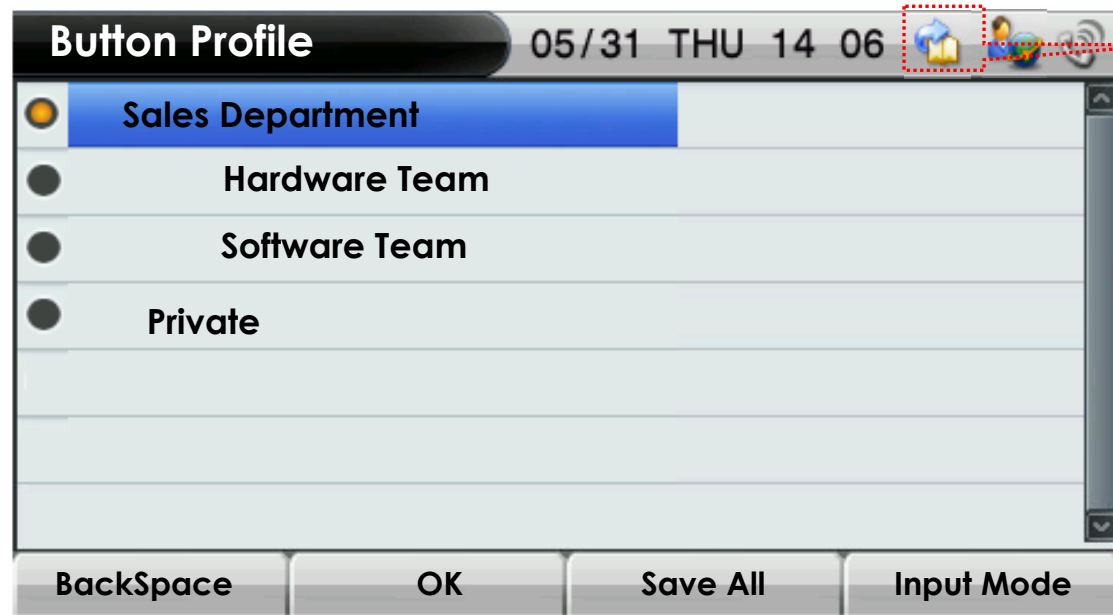 Button Profile 05/31 THU 14 06
Sales Department
Hardware Team
Software Team
Private
BackSpace OK Save All Input Mode